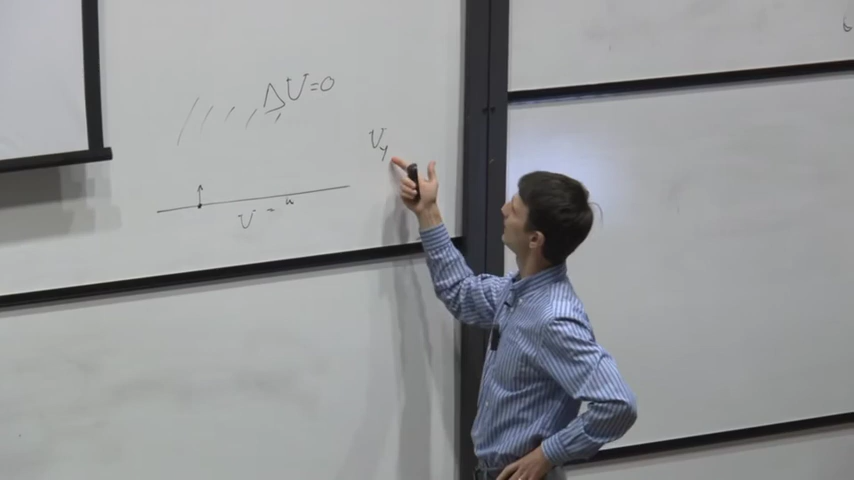 ΔU=0
U_y
U = u